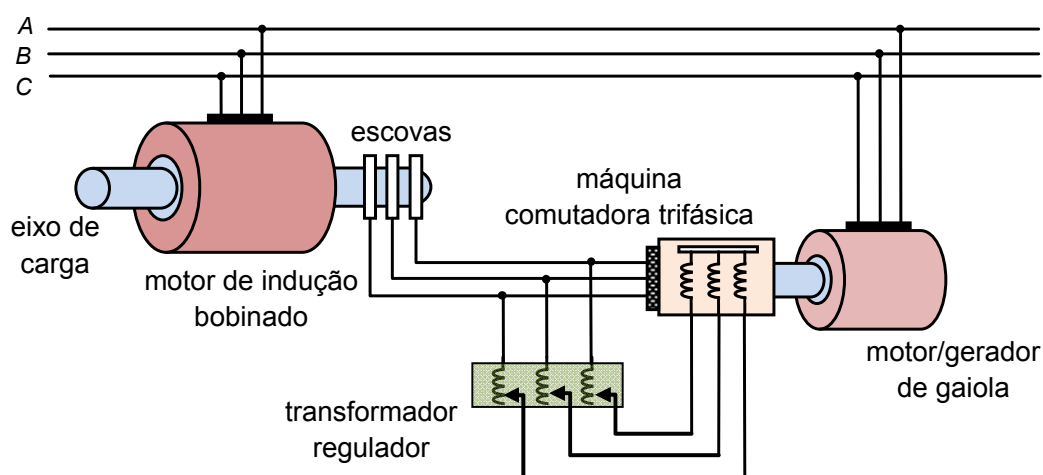 A
B
C
escovas
máquina
comutadora trifásica
eixo de
carga
motor de indução
bobinado
motor/gerador
de gaiola
transformador
regulador